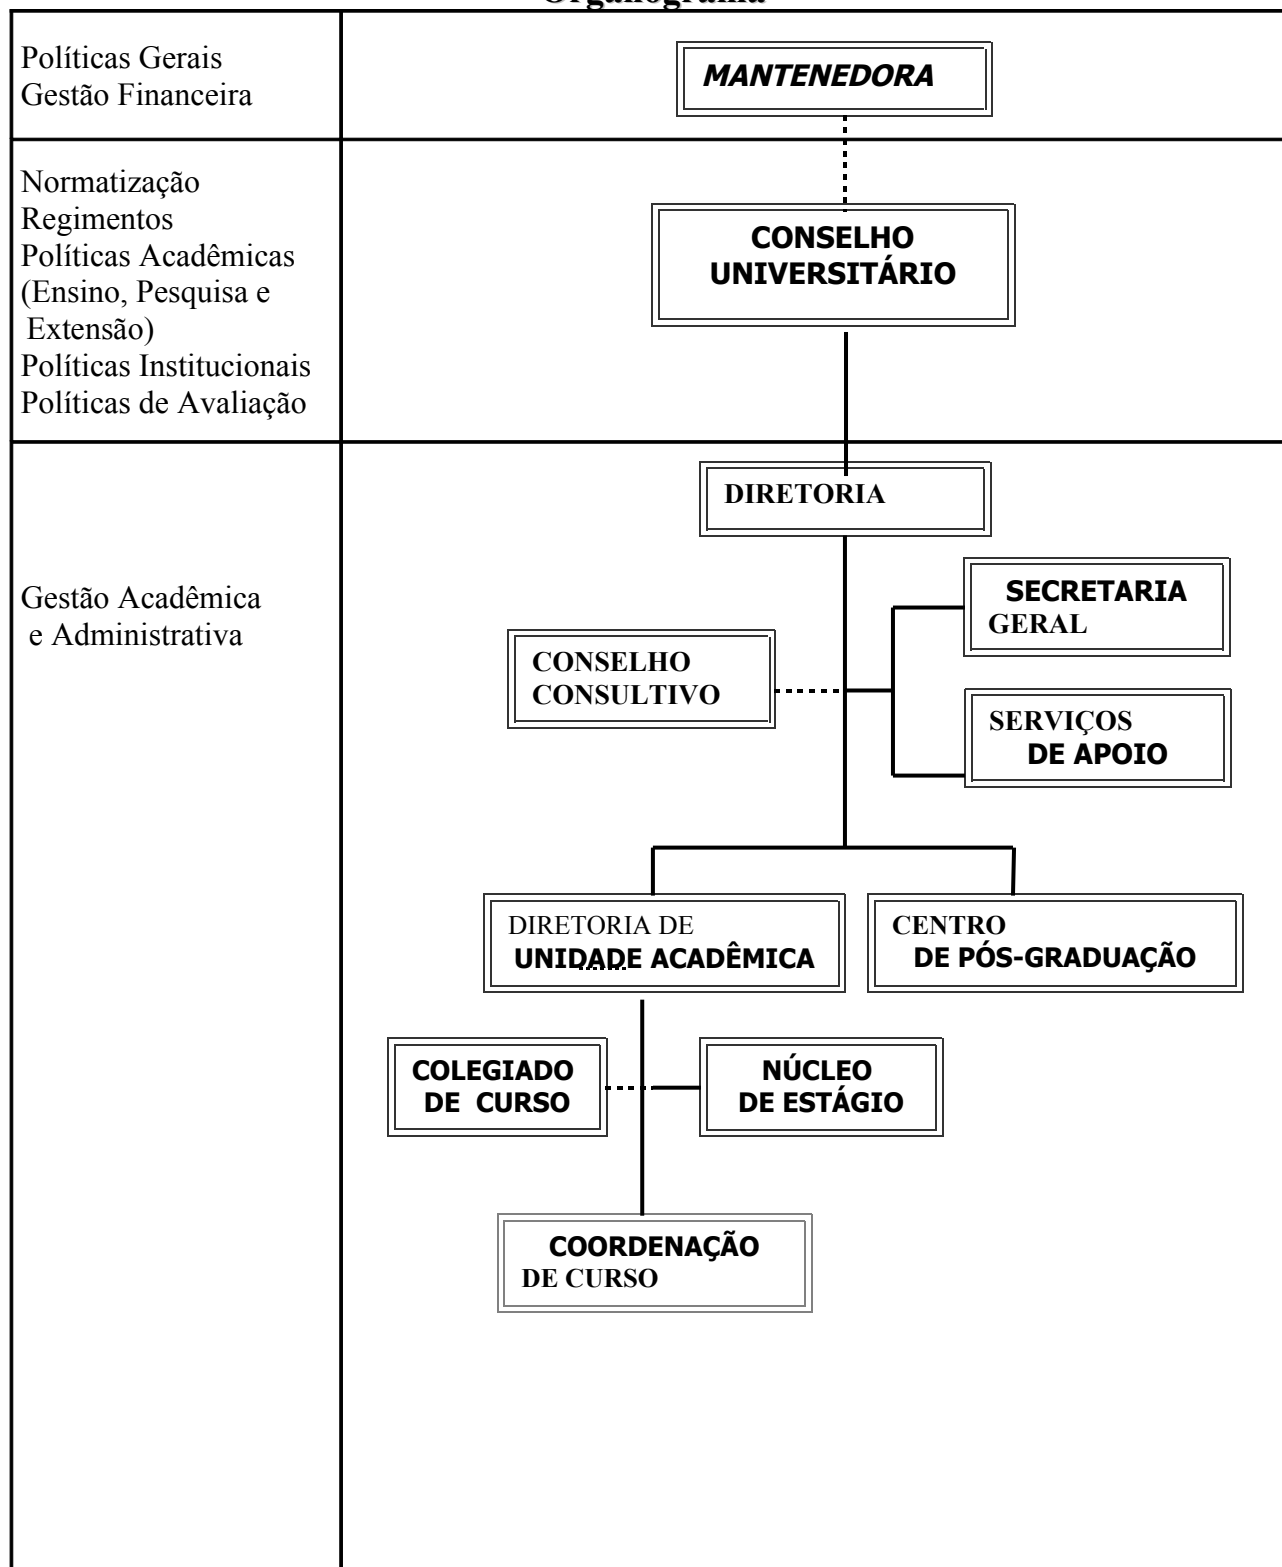 Organograma
Políticas Gerais
Gestão Financeira
MANTENEDORA
Normatização
Regimentos
Políticas Acadêmicas
(Ensino, Pesquisa e
Extensão)
Políticas Institucionais
Políticas de Avaliação
CONSELHO
UNIVERSITÁRIO
Gestão Acadêmica
e Administrativa
DIRETORIA
SECRETARIA
GERAL
CONSELHO
CONSULTIVO
SERVIÇOS
DE APOIO
DIRETORIA DE
UNIDADE ACADÊMICA
CENTRO
DE PÓS-GRADUAÇÃO
COLEGIADO
DE CURSO
NÚCLEO
DE ESTÁGIO
COORDENAÇÃO
DE CURSO